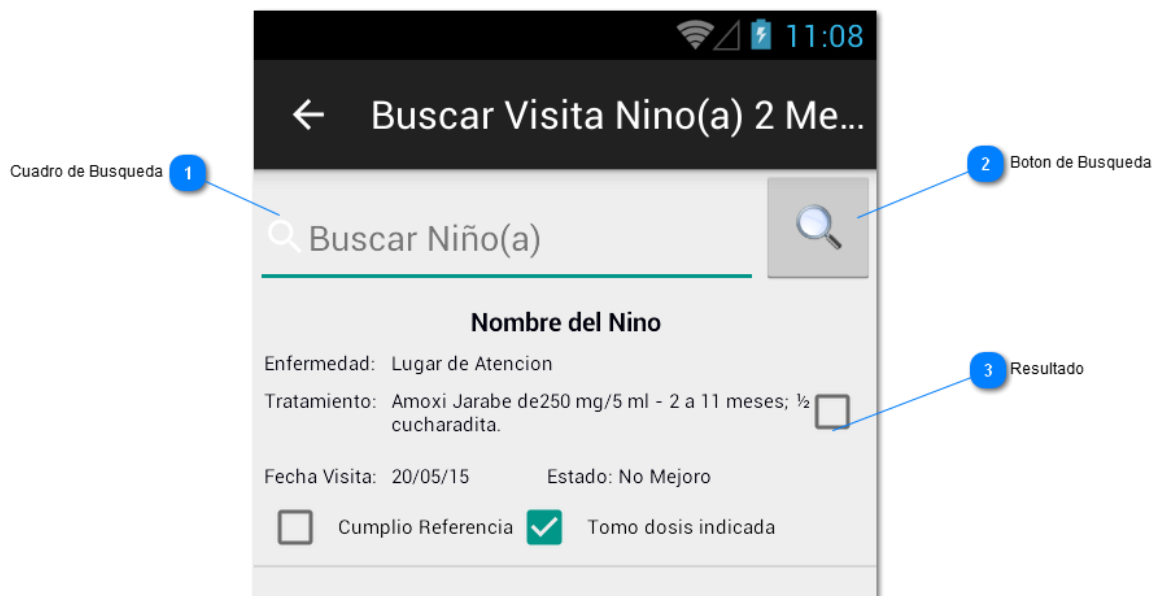 11:08
Buscar Visita Nino(a) 2 Me...
Cuadro de Busqueda 1
2 Boton de Busqueda
Buscar Niño(a)
Nombre del Nino
Enfermedad: Lugar de Atencion
3 Resultado
Tratamiento: Amoxi Jarabe de250 mg/5 ml - 2 a 11 meses; ½
cucharadita.
Fecha Visita: 20/05/15 Estado: No Mejoro
Cumplio Referencia Tomo dosis indicada